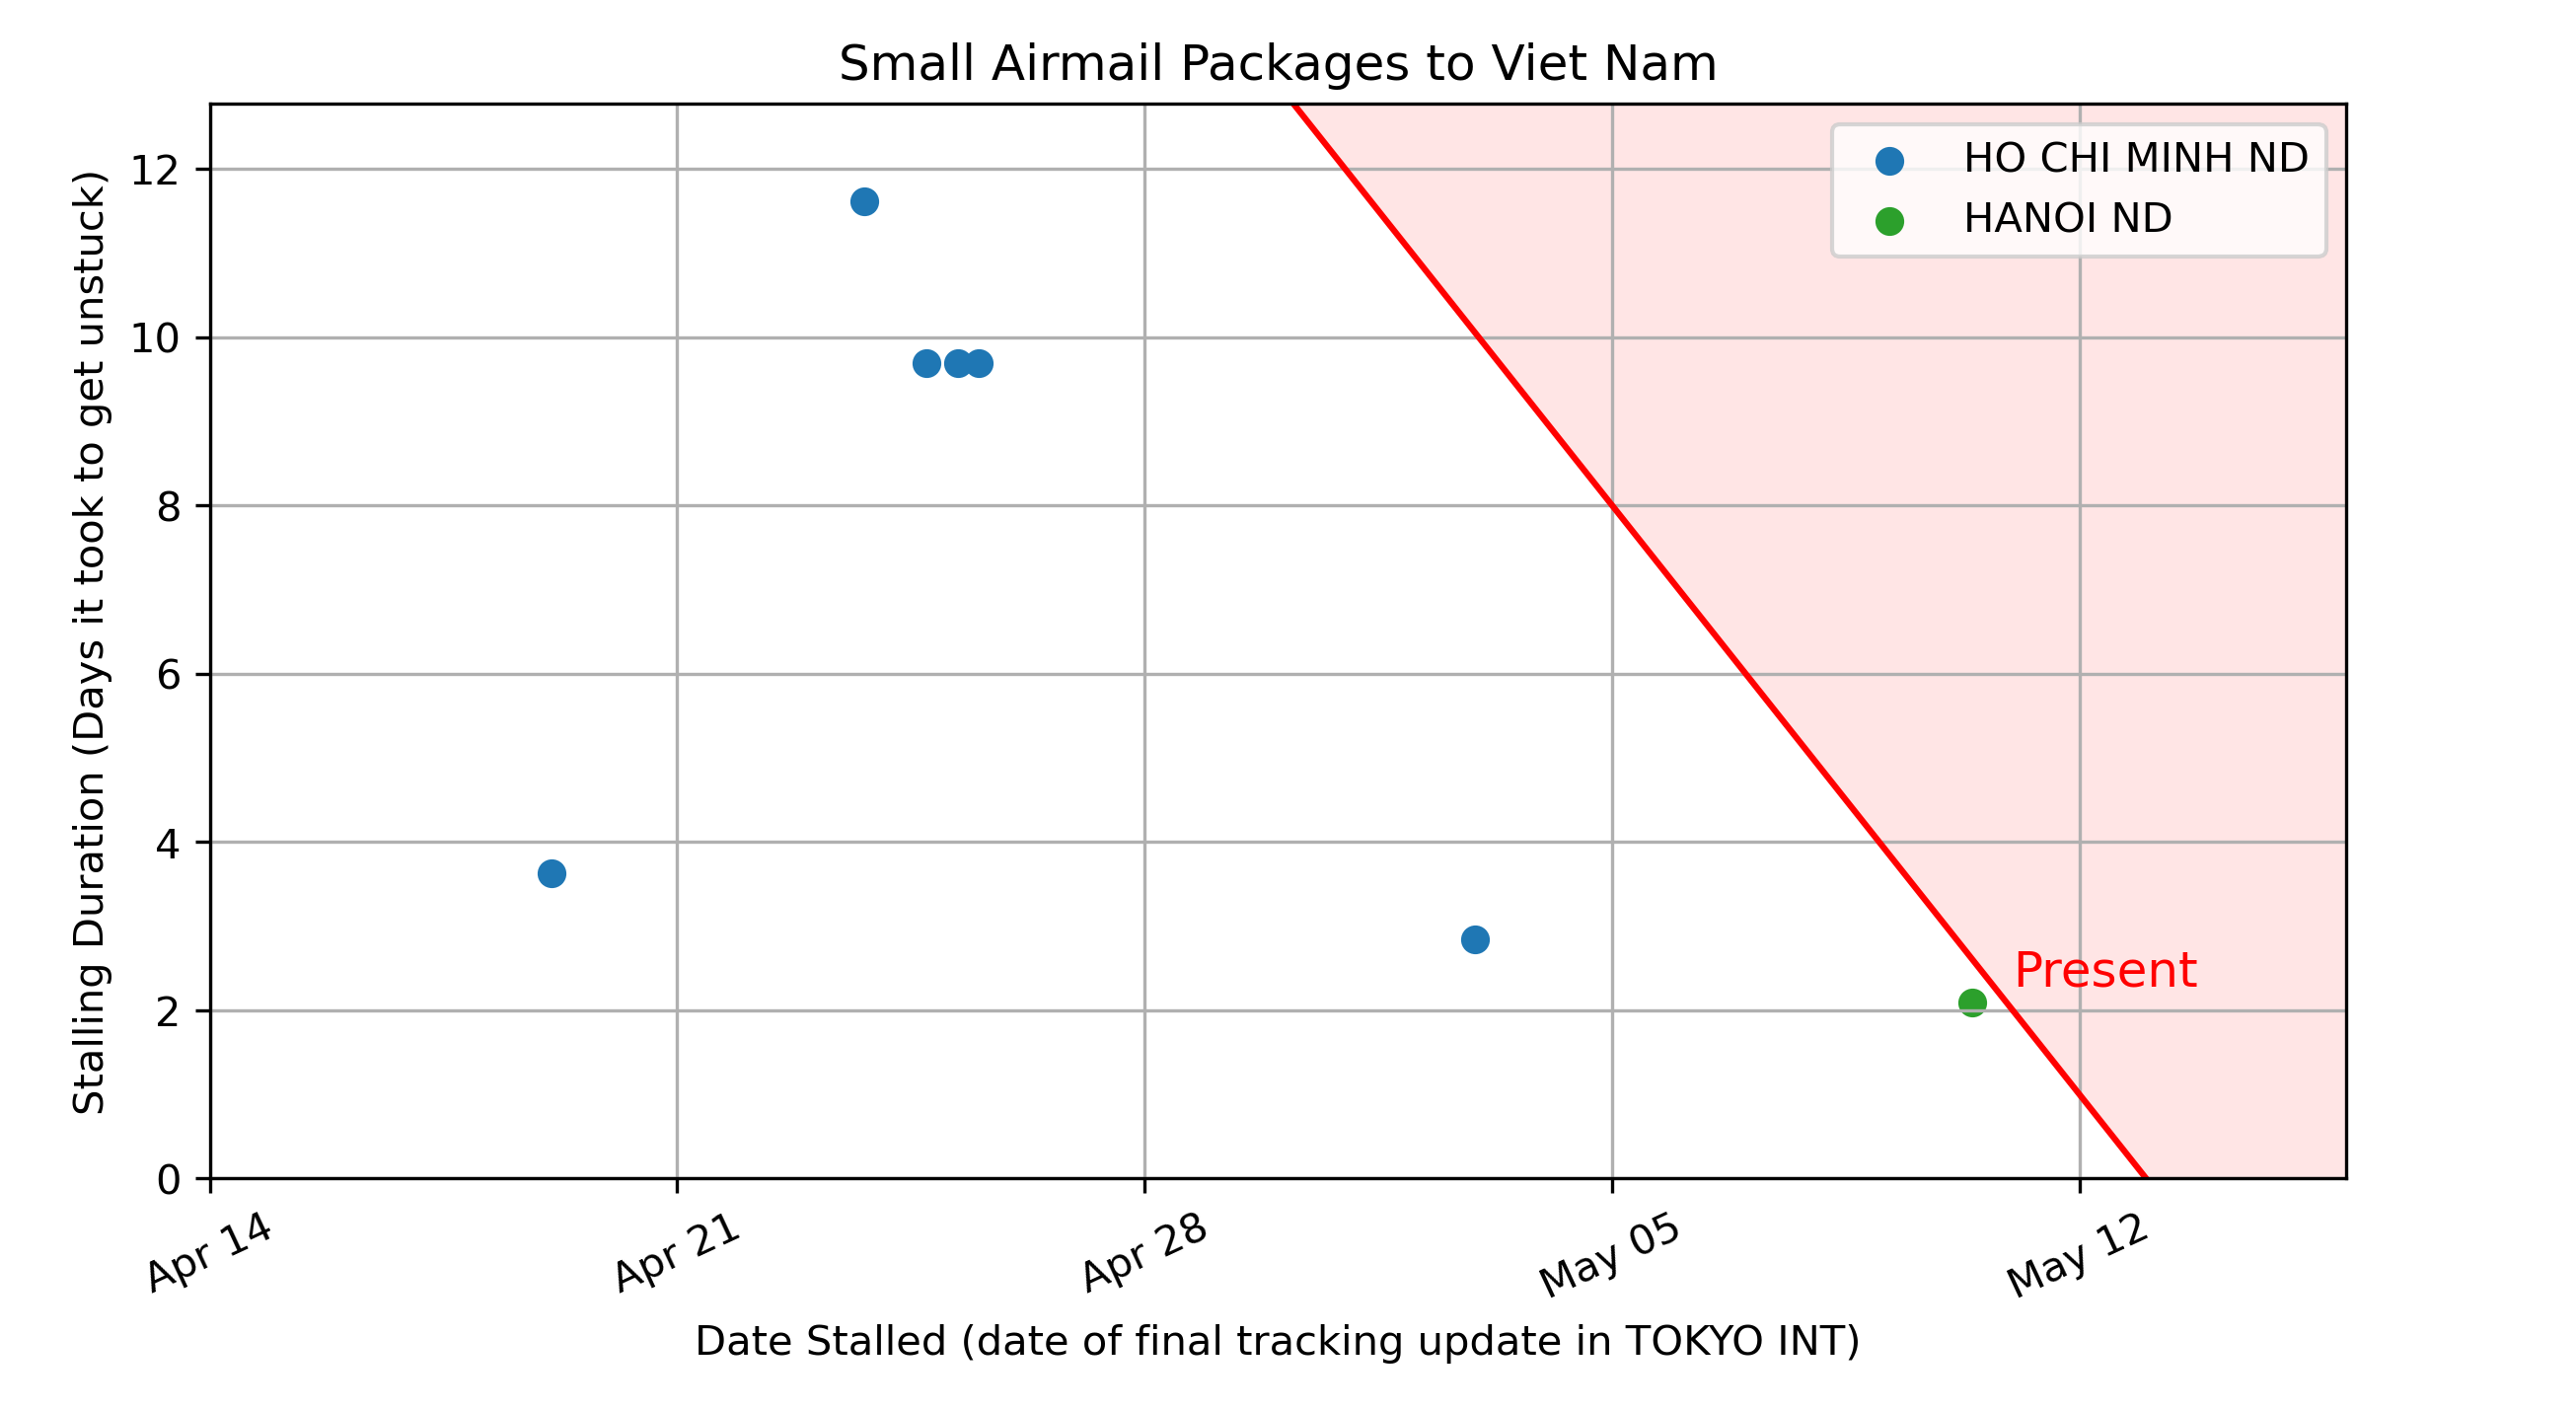 Small Airmail Packages to Viet Nam
HO CHI MINH ND
HANOI ND
Stalling Duration (Days it took to get unstuck)
12
10
8
6
4
2
0
Present
Apr 14
Apr 21
Apr 28
May 05
May 12
Date Stalled (date of final tracking update in TOKYO INT)